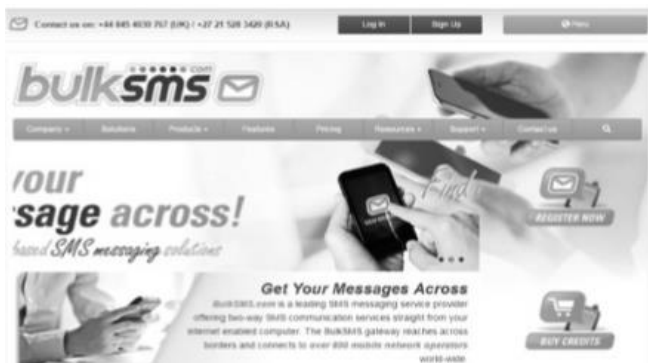 Contact us on: +44 845 4030 767 (UK) / +27 21 528 3420 (RSA)
Log In
Sign Up
bulksms
.com
Company
Solutions
Products
Features
Pricing
Resources
Support
Contact us
your
sage across!
based SMS messaging solutions
Find
REGISTER NOW
Get Your Messages Across
BulkSMS.com is a leading SMS messaging service provider
offering two-way SMS communication services straight from your
internet enabled computer. The BulkSMS gateway reaches across
borders and connects to over 800 mobile network operators
world-wide.
BUY CREDITS